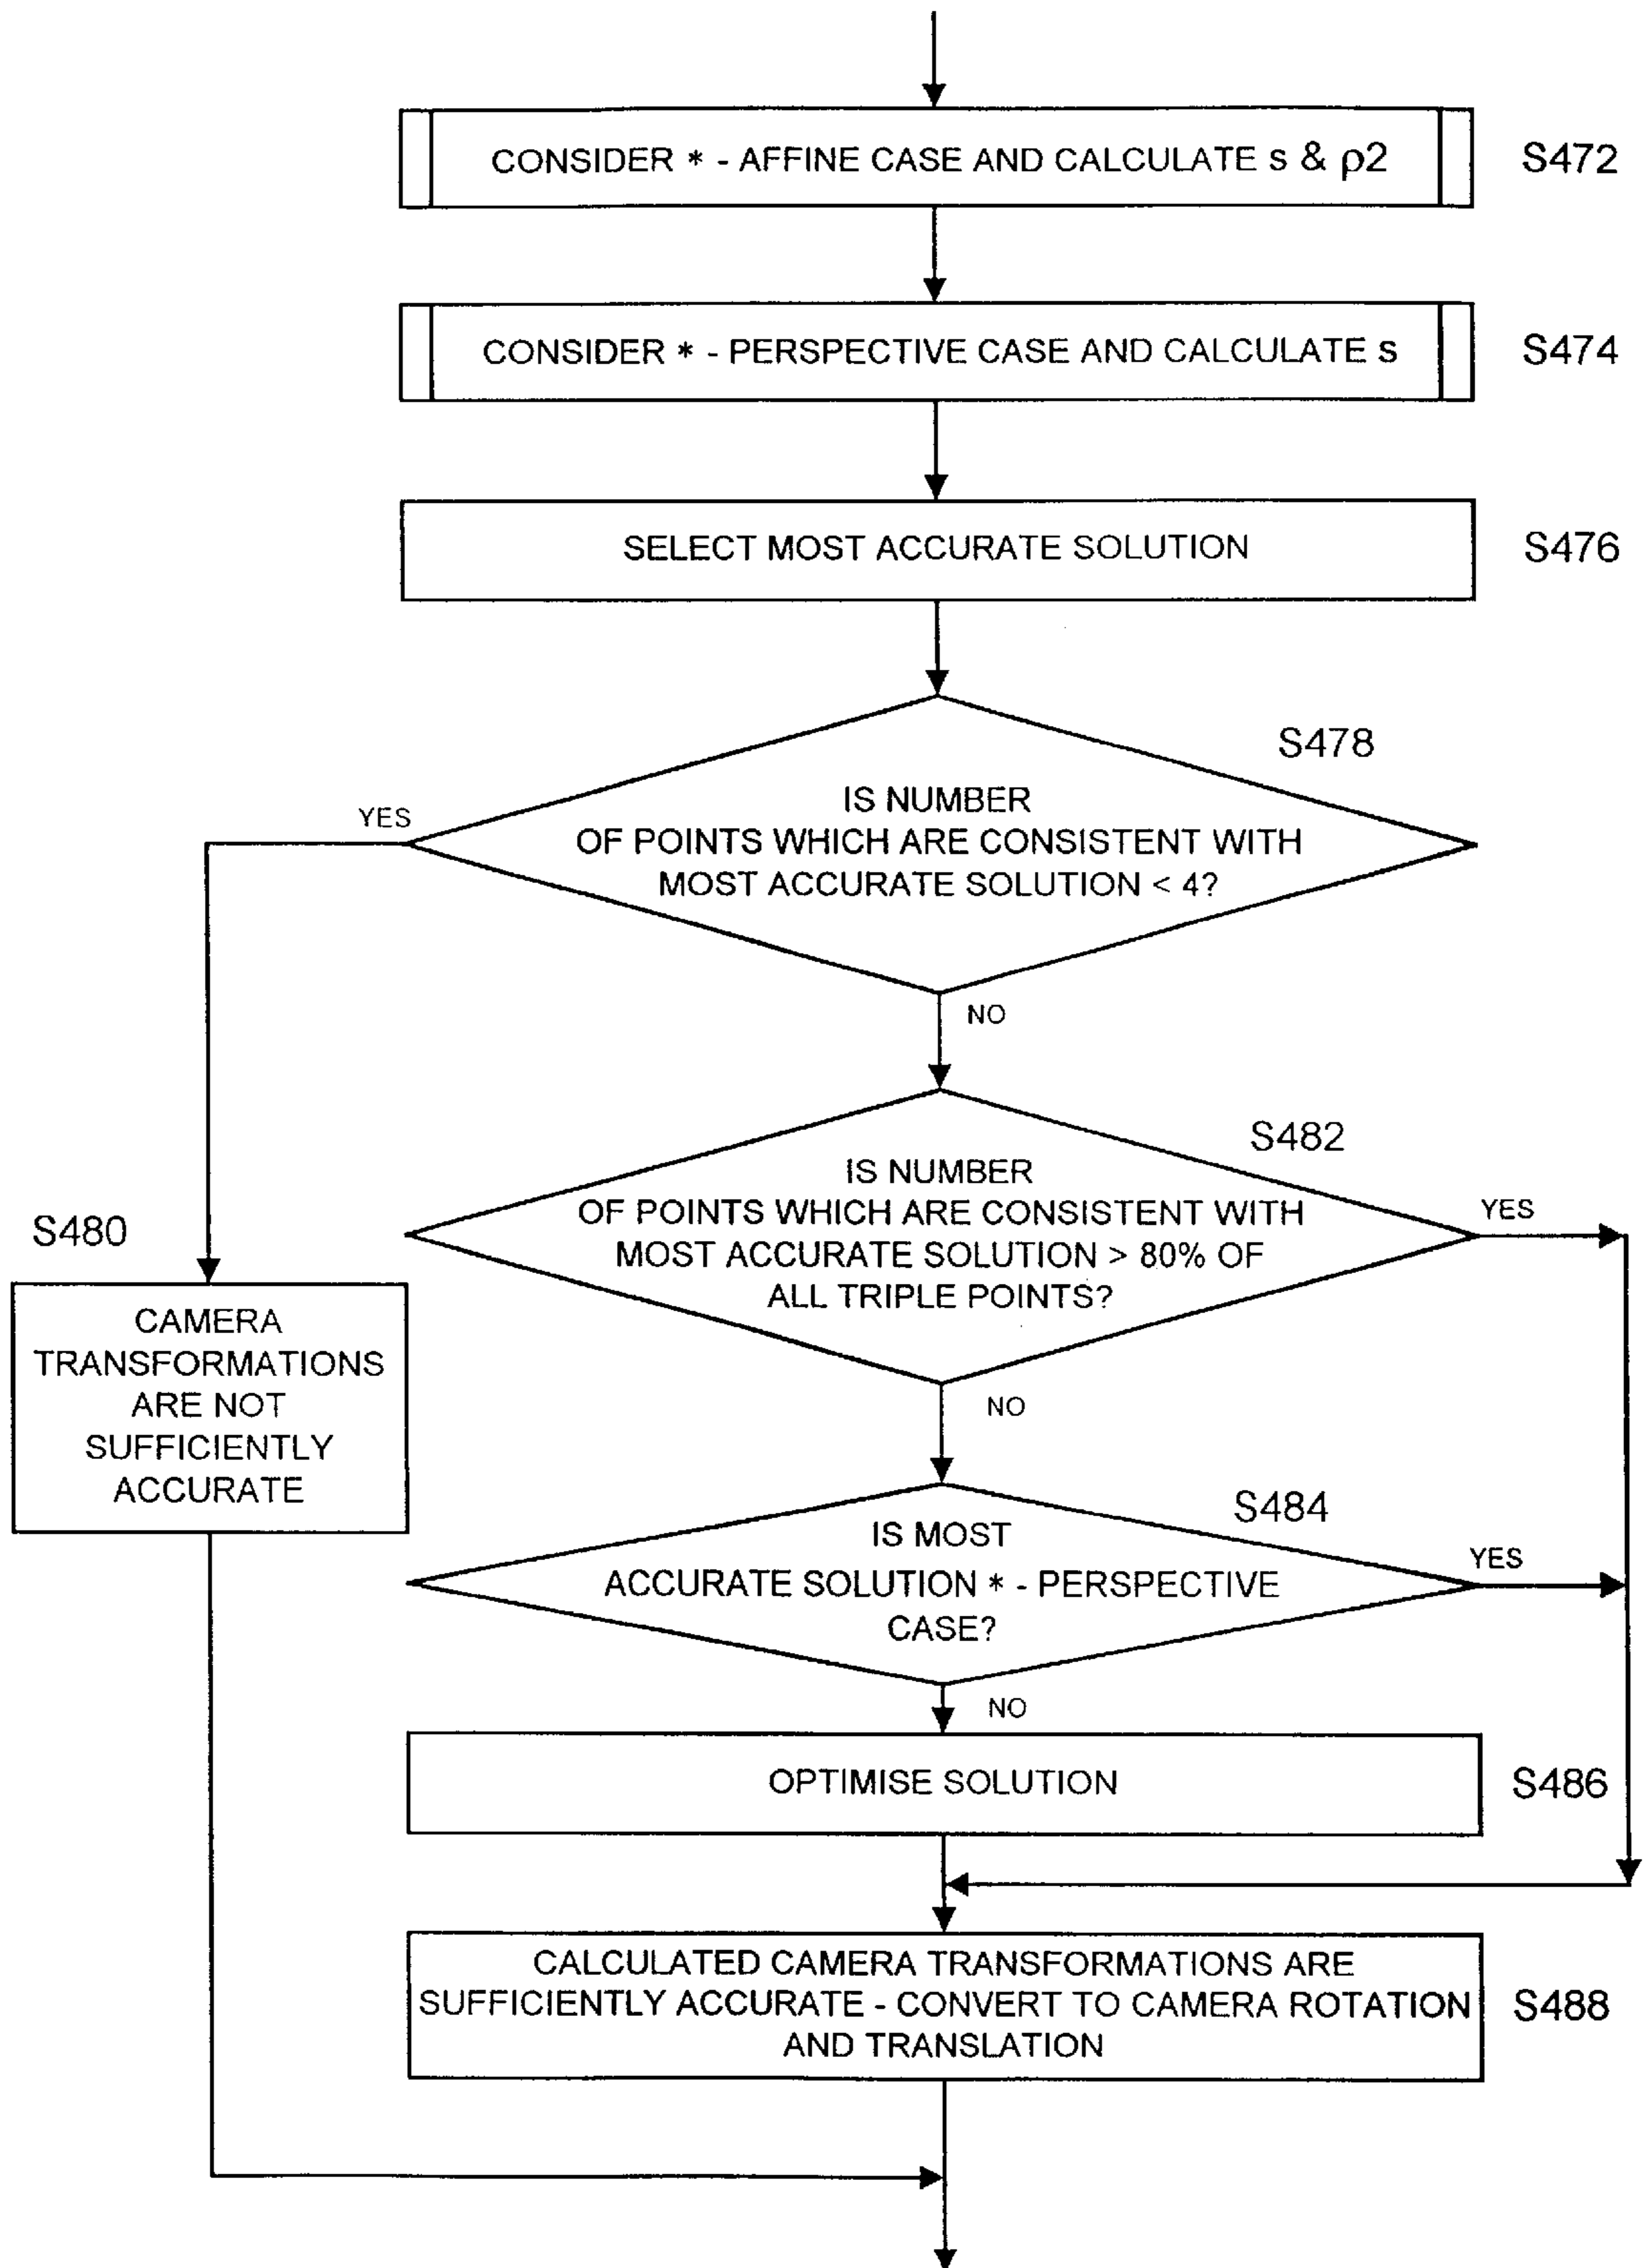 CONSIDER * - AFFINE CASE AND CALCULATE s & ρ2
S472
CONSIDER * - PERSPECTIVE CASE AND CALCULATE s
S474
SELECT MOST ACCURATE SOLUTION
S476
S478
IS NUMBER
OF POINTS WHICH ARE CONSISTENT WITH
MOST ACCURATE SOLUTION < 4?
YES
NO
S482
IS NUMBER
OF POINTS WHICH ARE CONSISTENT WITH
MOST ACCURATE SOLUTION > 80% OF
ALL TRIPLE POINTS?
YES
NO
S480
CAMERA
TRANSFORMATIONS
ARE NOT
SUFFICIENTLY
ACCURATE
S484
IS MOST
ACCURATE SOLUTION * - PERSPECTIVE
CASE?
YES
NO
OPTIMISE SOLUTION
S486
CALCULATED CAMERA TRANSFORMATIONS ARE
SUFFICIENTLY ACCURATE - CONVERT TO CAMERA ROTATION
AND TRANSLATION
S488